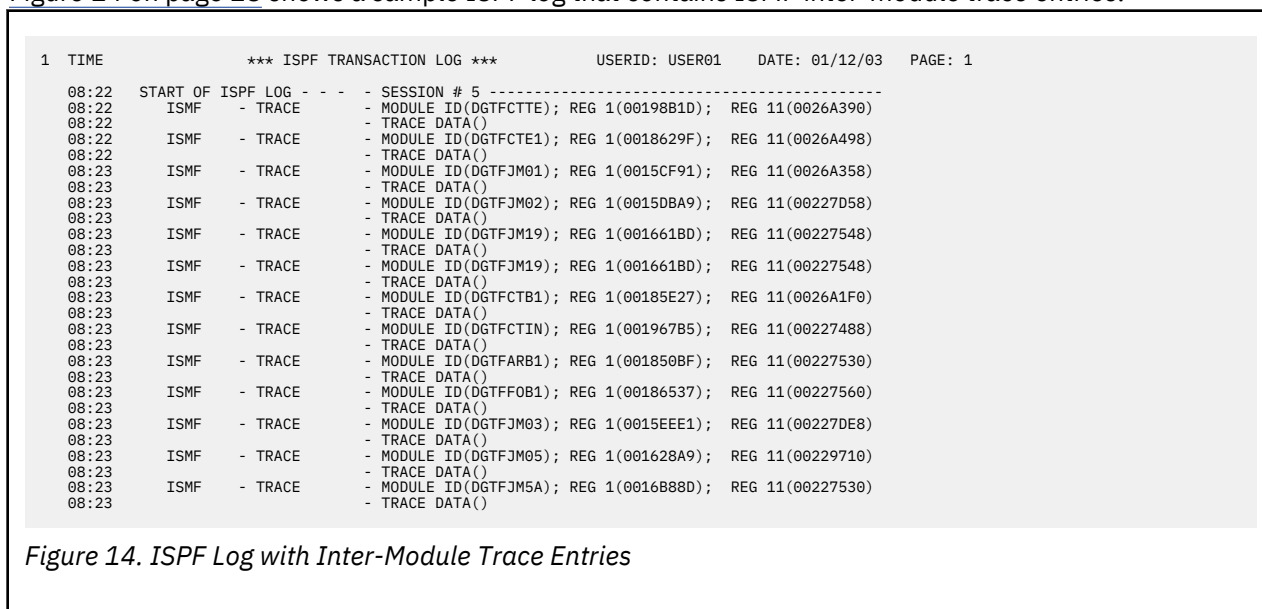 Figure 14 on page 28 shows a sample ISPF log that contains ISMF inter-module trace entries.
1  TIME                *** ISPF TRANSACTION LOG ***           USERID: USER01    DATE: 01/12/03   PAGE: 1
08:22   START OF ISPF LOG - - -  - SESSION # 5 --------------------------------------------
08:22      ISMF    - TRACE       - MODULE ID(DGTFCTTE); REG 1(00198B1D);  REG 11(0026A390)
08:22                            - TRACE DATA()
08:22      ISMF    - TRACE       - MODULE ID(DGTFCTE1); REG 1(0018629F);  REG 11(0026A498)
08:22                            - TRACE DATA()
08:23      ISMF    - TRACE       - MODULE ID(DGTFJM01); REG 1(0015CF91);  REG 11(0026A358)
08:23                            - TRACE DATA()
08:23      ISMF    - TRACE       - MODULE ID(DGTFJM02); REG 1(0015DBA9);  REG 11(00227D58)
08:23                            - TRACE DATA()
08:23      ISMF    - TRACE       - MODULE ID(DGTFJM19); REG 1(001661BD);  REG 11(00227548)
08:23                            - TRACE DATA()
08:23      ISMF    - TRACE       - MODULE ID(DGTFJM19); REG 1(001661BD);  REG 11(00227548)
08:23                            - TRACE DATA()
08:23      ISMF    - TRACE       - MODULE ID(DGTFCTB1); REG 1(00185E27);  REG 11(0026A1F0)
08:23                            - TRACE DATA()
08:23      ISMF    - TRACE       - MODULE ID(DGTFCTIN); REG 1(001967B5);  REG 11(00227488)
08:23                            - TRACE DATA()
08:23      ISMF    - TRACE       - MODULE ID(DGTFARB1); REG 1(001850BF);  REG 11(00227530)
08:23                            - TRACE DATA()
08:23      ISMF    - TRACE       - MODULE ID(DGTFFOB1); REG 1(00186537);  REG 11(00227560)
08:23                            - TRACE DATA()
08:23      ISMF    - TRACE       - MODULE ID(DGTFJM03); REG 1(0015EEE1);  REG 11(00227DE8)
08:23                            - TRACE DATA()
08:23      ISMF    - TRACE       - MODULE ID(DGTFJM05); REG 1(001628A9);  REG 11(00229710)
08:23                            - TRACE DATA()
08:23      ISMF    - TRACE       - MODULE ID(DGTFJM5A); REG 1(0016B88D);  REG 11(00227530)
08:23                            - TRACE DATA()
Figure 14. ISPF Log with Inter-Module Trace Entries